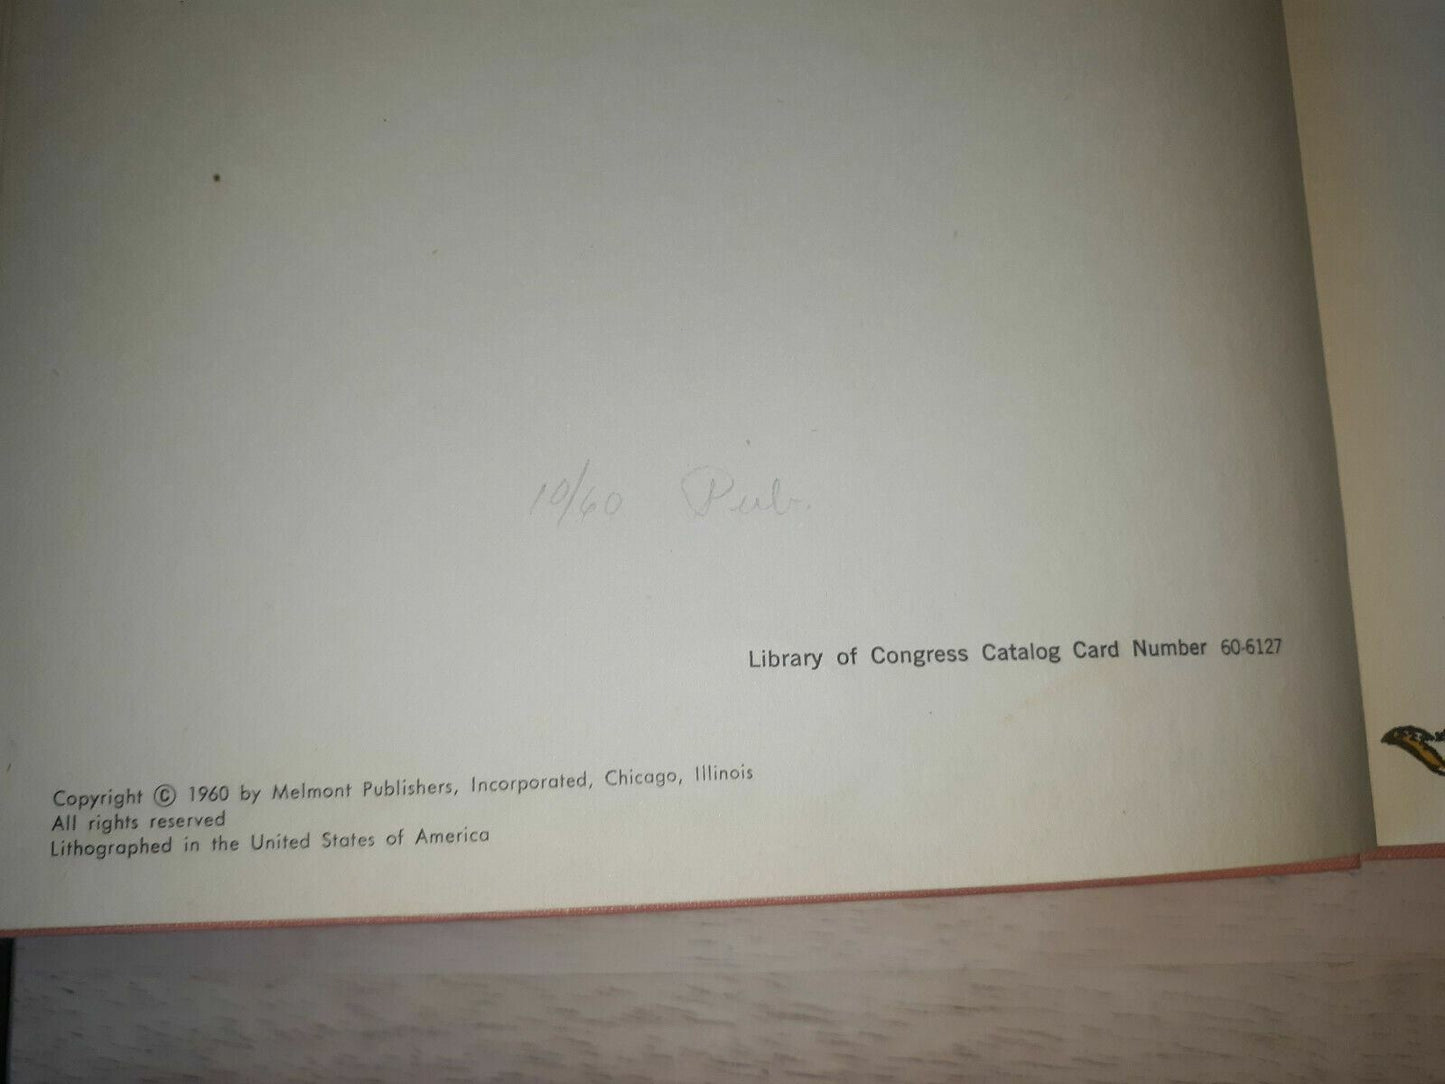 10/60 Pub.
Library of Congress Catalog Card Number 60-6127
Copyright © 1960 by Melmont Publishers, Incorporated, Chicago, Illinois
All rights reserved
Lithographed in the United States of America